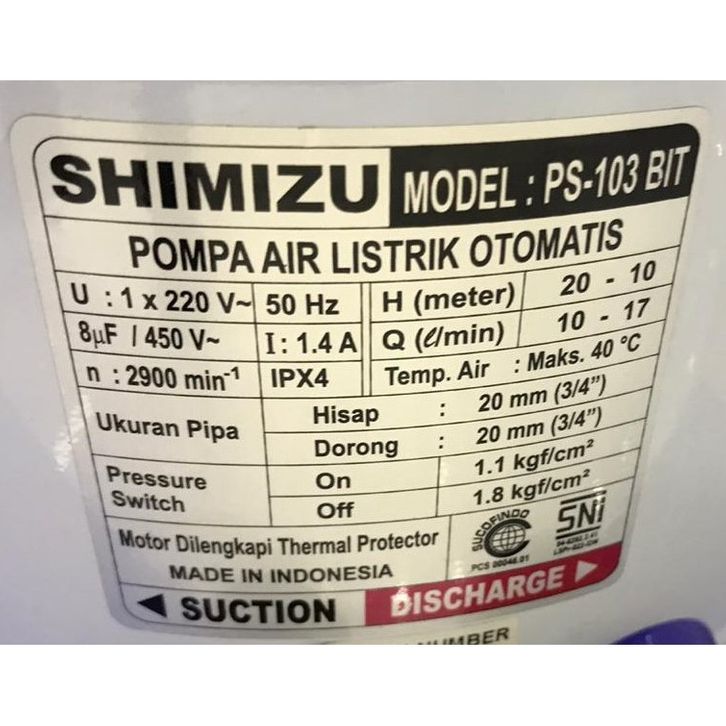 SHIMIZU MODEL : PS-103 BIT
POMPA AIR LISTRIK OTOMATIS
U : 1 x 220 V~ 50 Hz H (meter) 20 - 10
8µF / 450 V~ I : 1.4 A Q (ℓ/min) 10 - 17
n : 2900 min⁻¹ IPX4 Temp. Air : Maks. 40 °C
Ukuran Pipa Hisap : 20 mm (3/4")
Dorong : 20 mm (3/4")
Pressure Switch On 1.1 kgf/cm²
Off 1.8 kgf/cm²
Motor Dilengkapi Thermal Protector
MADE IN INDONESIA
SUCOFINDO
SNI
◀ SUCTION DISCHARGE ▶
NUMBER